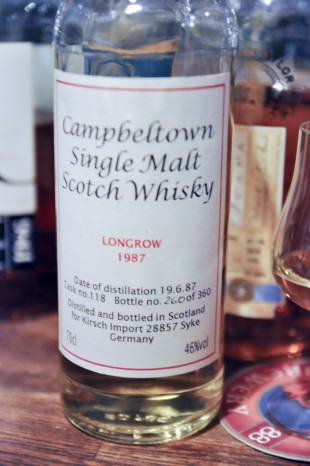 Campbeltown
Single Malt
Scotch Whisky
LONGROW
1987
Date of distillation 19.6.87
Cask no.118 Bottle no. 260 of 360
Distilled and bottled in Scotland
for Kirsch Import 28857 Syke
Germany
70cl 46%vol
88